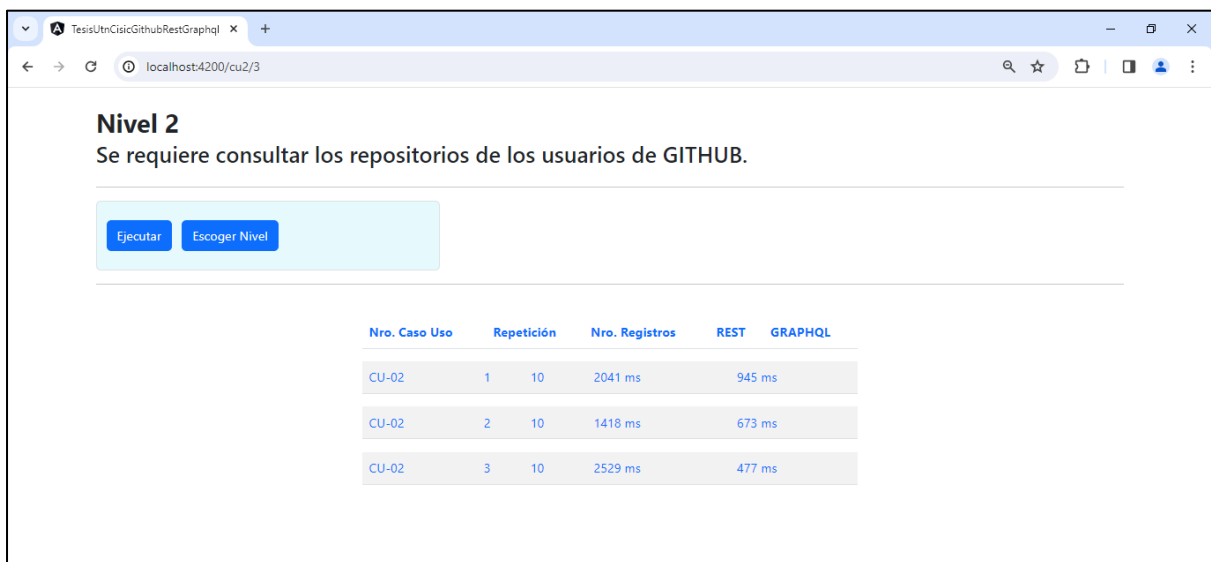 TesisUtnCisicGithubRestGraphql
localhost:4200/cu2/3
Nivel 2
Se requiere consultar los repositorios de los usuarios de GITHUB.
Ejecutar Escoger Nivel
Nro. Caso Uso Repetición Nro. Registros REST GRAPHQL
CU-02 1 10 2041 ms 945 ms
CU-02 2 10 1418 ms 673 ms
CU-02 3 10 2529 ms 477 ms